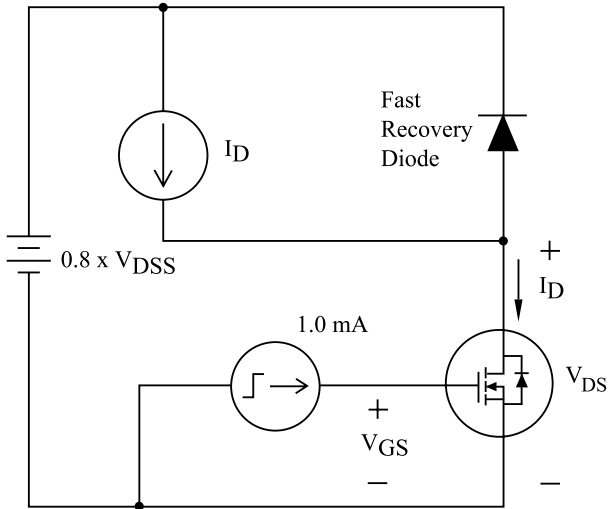 Fast
Recovery
Diode
I_D
+
0.8 x V_DSS
I_D
1.0 mA
V_DS
+
V_GS
−
−